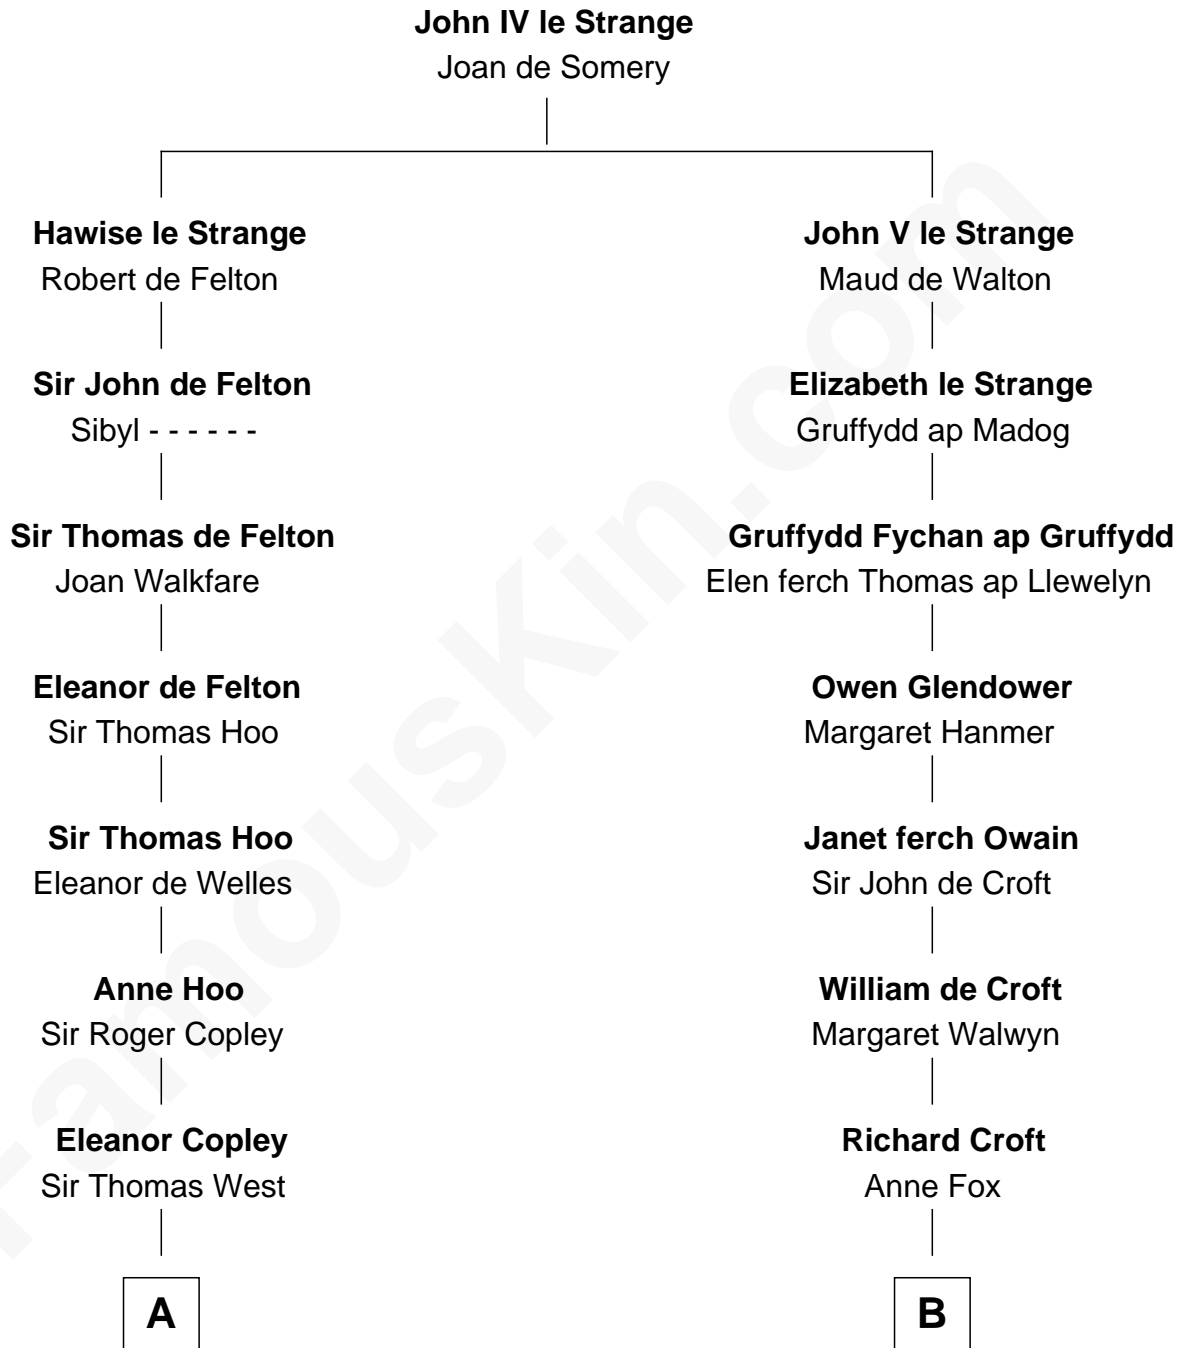 John IV le Strange
Joan de Somery
Hawise le Strange
Robert de Felton
John V le Strange
Maud de Walton
Sir John de Felton
Sibyl - - - - - -
Elizabeth le Strange
Gruffydd ap Madog
Sir Thomas de Felton
Joan Walkfare
Gruffydd Fychan ap Gruffydd
Elen ferch Thomas ap Llewelyn
Eleanor de Felton
Sir Thomas Hoo
Owen Glendower
Margaret Hanmer
Sir Thomas Hoo
Eleanor de Welles
Janet ferch Owain
Sir John de Croft
Anne Hoo
Sir Roger Copley
William de Croft
Margaret Walwyn
Eleanor Copley
Sir Thomas West
Richard Croft
Anne Fox
A
B
FamousKin.com